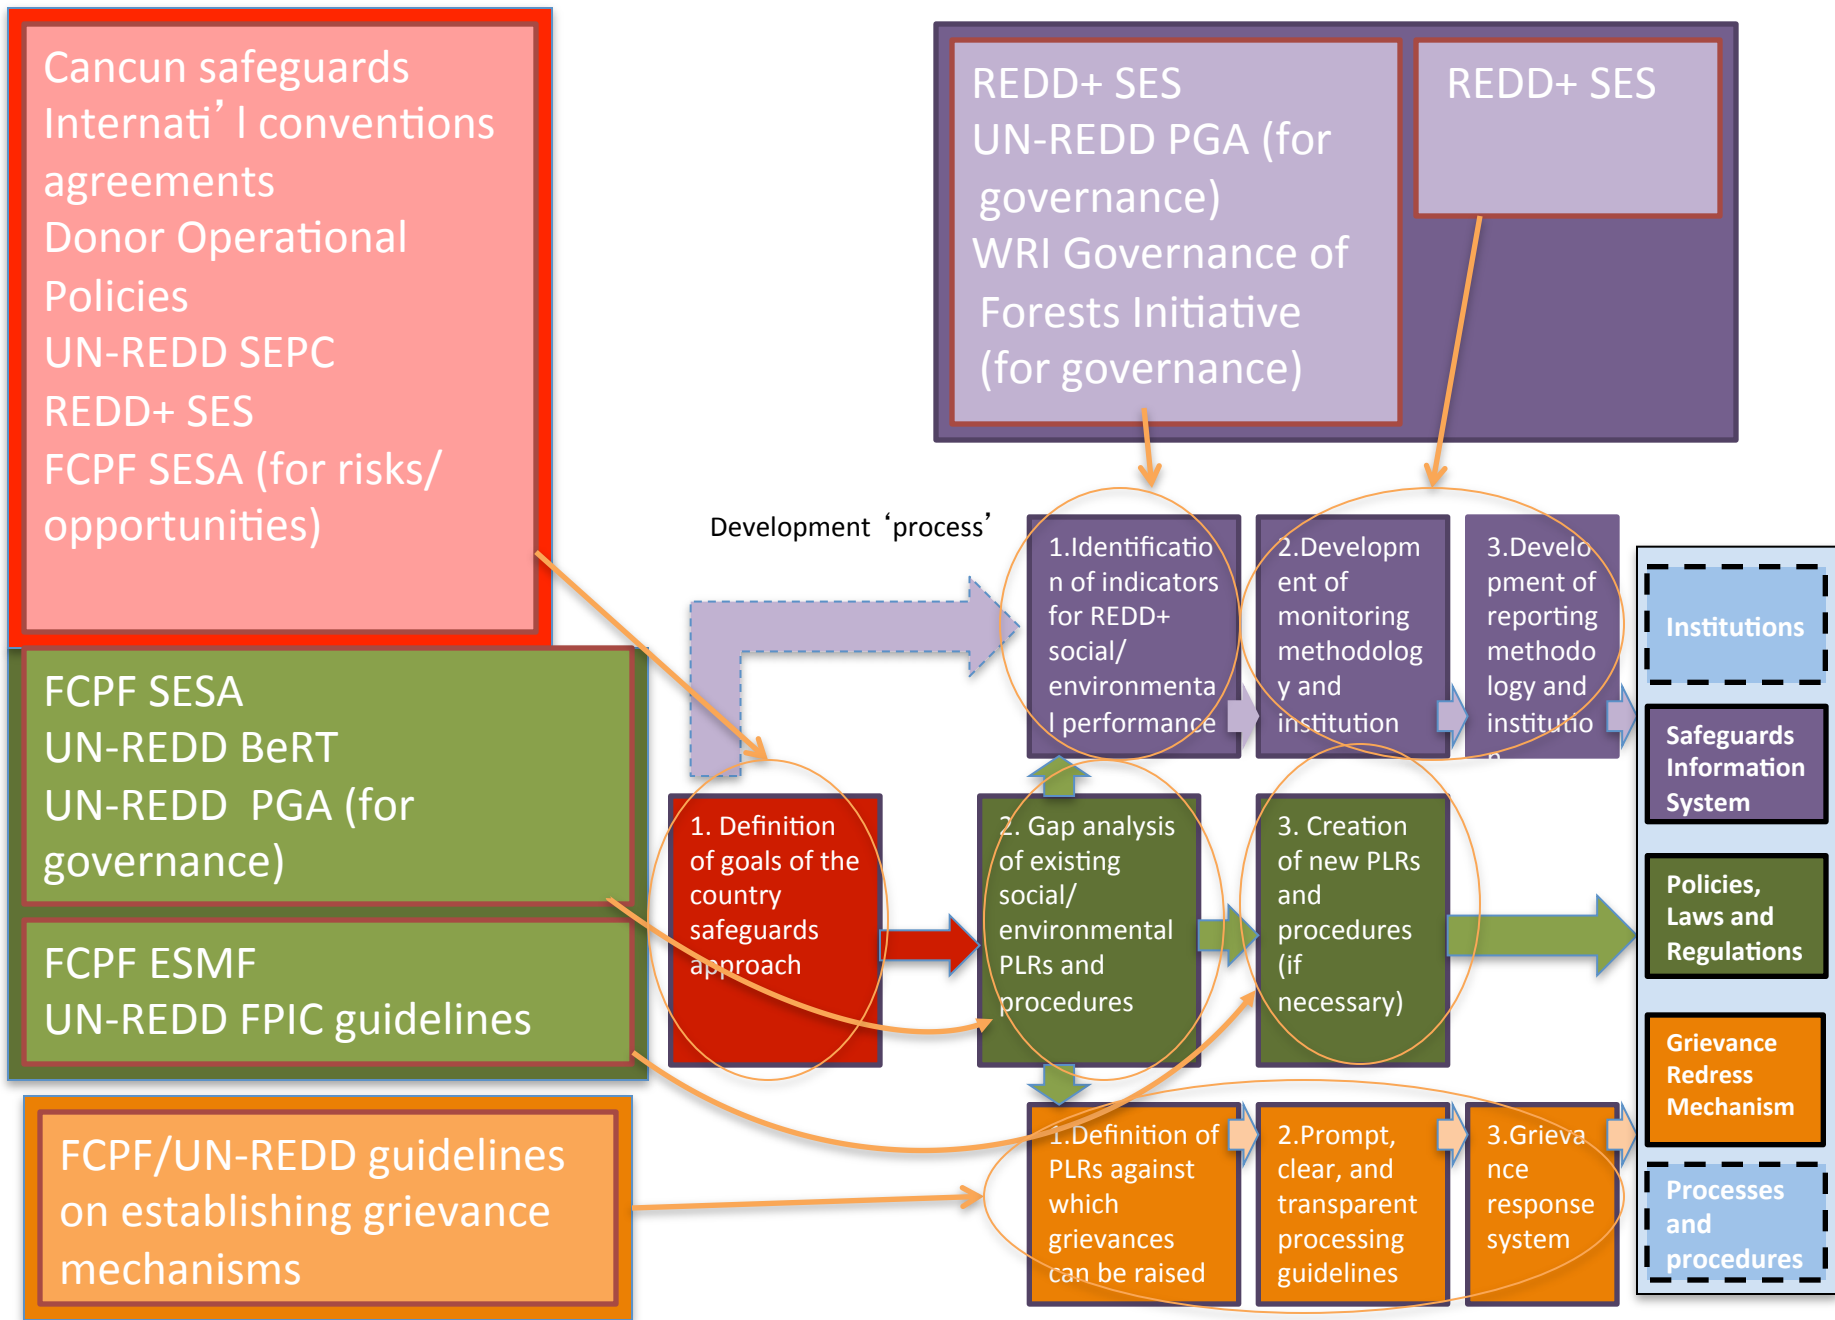 Cancun safeguards
Internati’ l conventions
agreements
Donor Operational
Policies
UN-REDD SEPC
REDD+ SES
FCPF SESA (for risks/
opportunities)
FCPF SESA
UN-REDD BeRT
UN-REDD  PGA (for
governance)
FCPF ESMF
UN-REDD FPIC guidelines
FCPF/UN-REDD guidelines
on establishing grievance
mechanisms
REDD+ SES
UN-REDD PGA (for
governance)
WRI Governance of
Forests Initiative
(for governance)
REDD+ SES
Development ‘process’
1.Identificatio
n of indicators
for REDD+
social/
environmenta
l performance
2.Developm
ent of
monitoring
methodolog
y and
institution
3.Develo
pment of
reporting
methodo
logy and
institutio
n
1. Definition
of goals of the
country
safeguards
approach
2. Gap analysis
of existing
social/
environmental
PLRs and
procedures
3. Creation
of new PLRs
and
procedures
(if
necessary)
1.Definition of
PLRs against
which
grievances
can be raised
2.Prompt,
clear, and
transparent
processing
guidelines
3.Grieva
nce
response
system
Institutions
Safeguards
Information
System
Policies,
Laws and
Regulations
Grievance
Redress
Mechanism
Processes
and
procedures